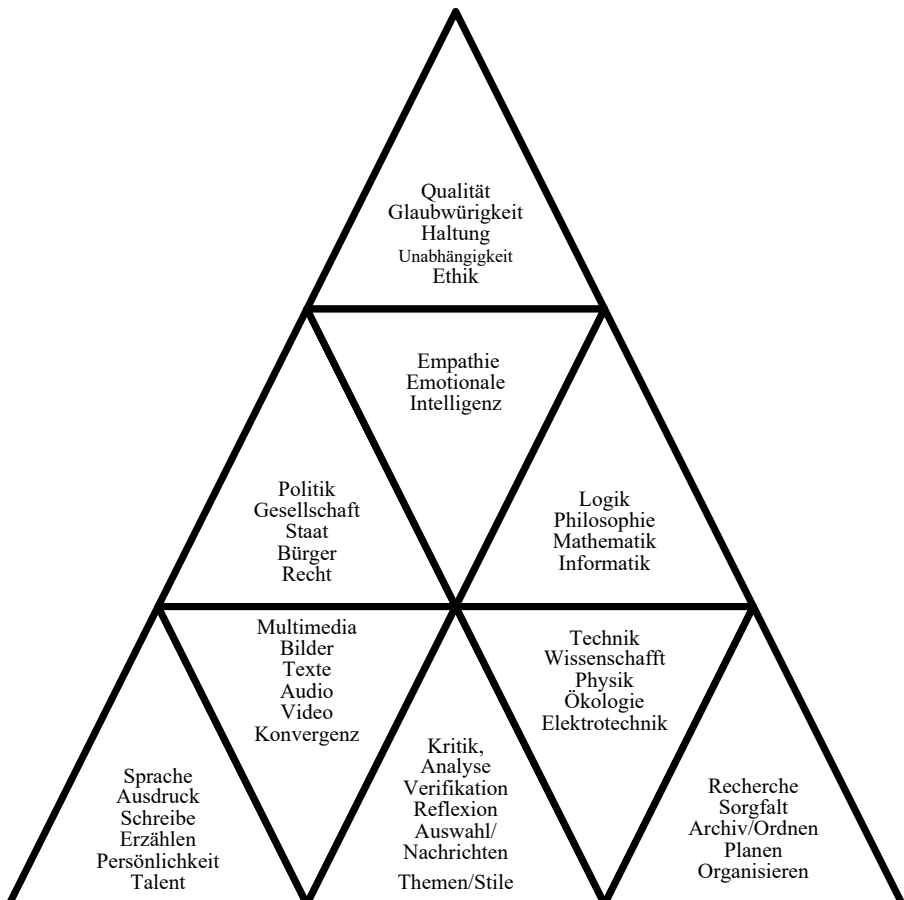 Qualität
Glaubwürigkeit
Haltung
Unabhängigkeit
Ethik
Empathie
Emotionale
Intelligenz
Politik
Gesellschaft
Staat
Bürger
Recht
Logik
Philosophie
Mathematik
Informatik
Multimedia
Bilder
Texte
Audio
Video
Konvergenz
Technik
Wissenschafft
Physik
Ökologie
Elektrotechnik
Sprache
Ausdruck
Schreibe
Erzählen
Persönlichkeit
Talent
Kritik,
Analyse
Verifikation
Reflexion
Auswahl/
Nachrichten
Themen/Stile
Recherche
Sorgfalt
Archiv/Ordnen
Planen
Organisieren